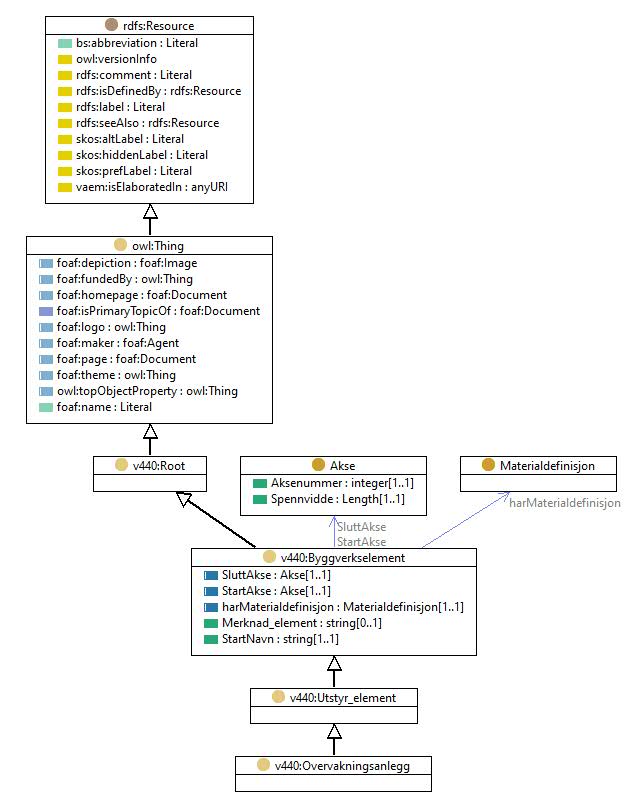 rdfs:Resource
bs:abbreviation : Literal
owl:versionInfo
rdfs:comment : Literal
rdfs:isDefinedBy : rdfs:Resource
rdfs:label : Literal
rdfs:seeAlso : rdfs:Resource
skos:altLabel : Literal
skos:hiddenLabel : Literal
skos:prefLabel : Literal
vaem:isElaboratedIn : anyURI
owl:Thing
foaf:depiction : foaf:Image
foaf:fundedBy : owl:Thing
foaf:homepage : foaf:Document
foaf:isPrimaryTopicOf : foaf:Document
foaf:logo : owl:Thing
foaf:maker : foaf:Agent
foaf:page : foaf:Document
foaf:theme : owl:Thing
owl:topObjectProperty : owl:Thing
foaf:name : Literal
v440:Root
Akse
Aksenummer : integer[1..1]
Spennvidde : Length[1..1]
Materialdefinisjon
harMaterialdefinisjon
SluttAkse
StartAkse
v440:Byggverkselement
SluttAkse : Akse[1..1]
StartAkse : Akse[1..1]
harMaterialdefinisjon : Materialdefinisjon[1..1]
Merknad_element : string[0..1]
StartNavn : string[1..1]
v440:Utstyr_element
v440:Overvakningsanlegg